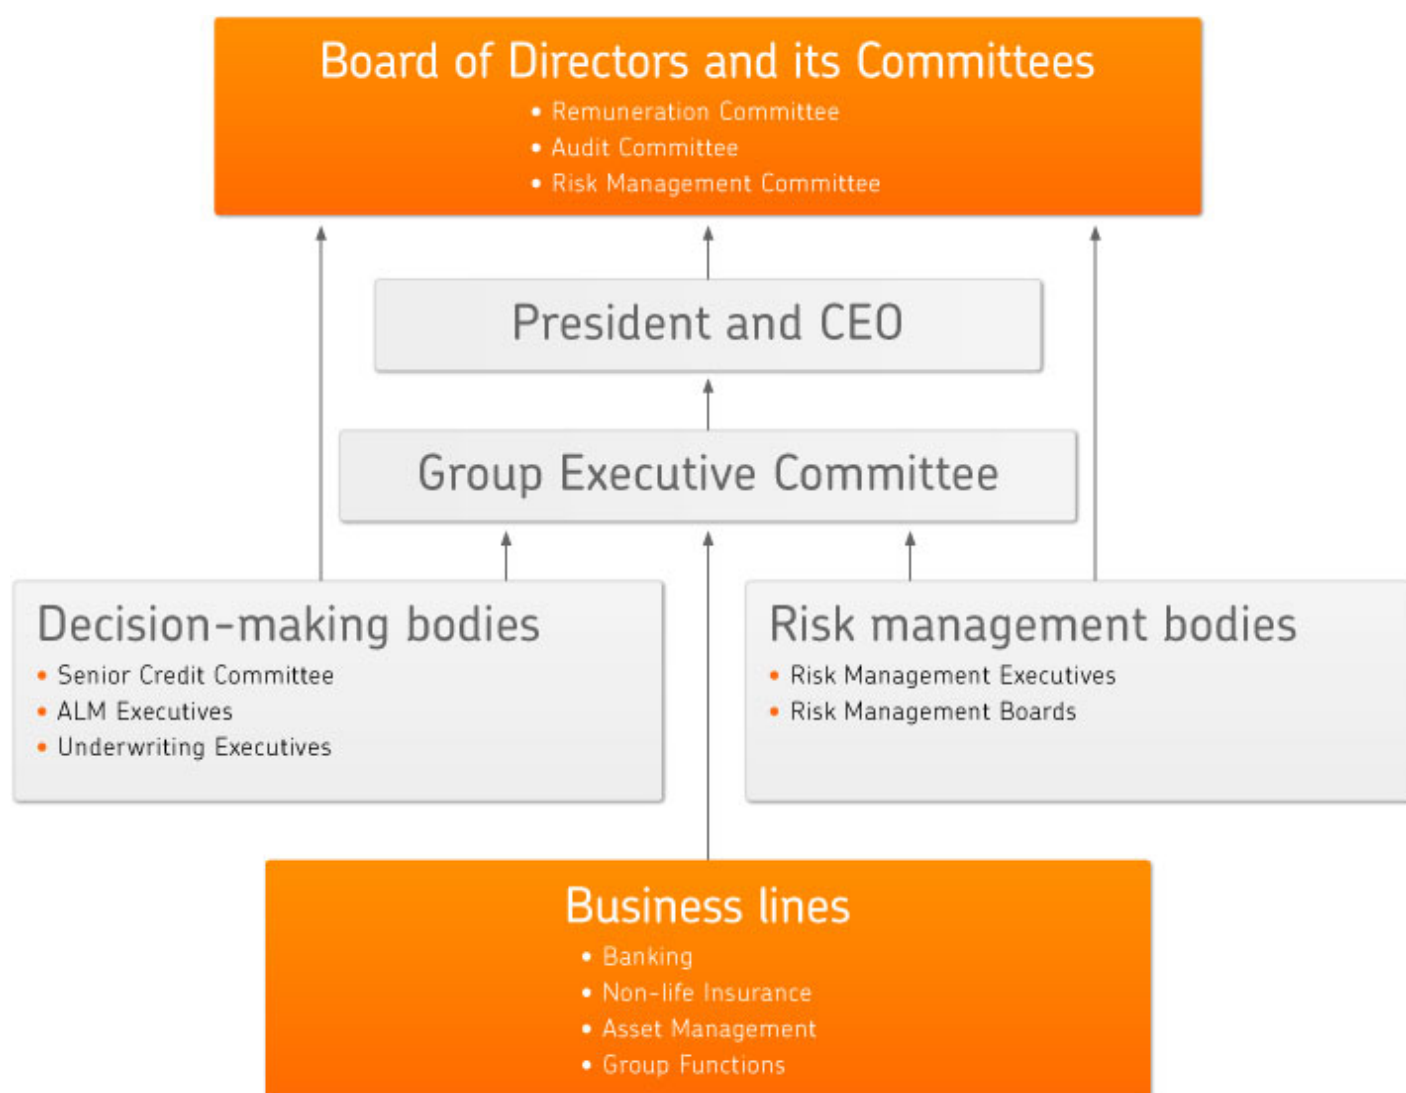 Board of Directors and its Committees
• Remuneration Committee
• Audit Committee
• Risk Management Committee
President and CEO
Group Executive Committee
Decision-making bodies
• Senior Credit Committee
• ALM Executives
• Underwriting Executives
Risk management bodies
• Risk Management Executives
• Risk Management Boards
Business lines
• Banking
• Non-life Insurance
• Asset Management
• Group Functions